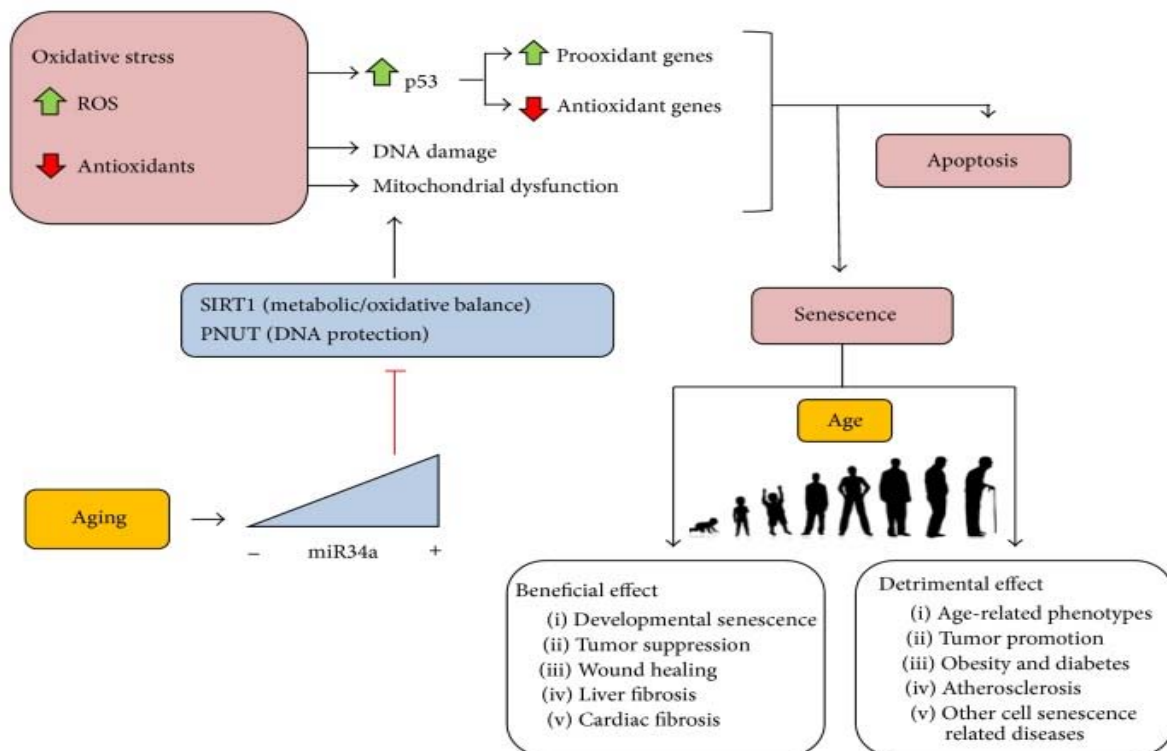 Oxidative stress
ROS
Antioxidants
p53
Prooxidant genes
Antioxidant genes
DNA damage
Mitochondrial dysfunction
Apoptosis
SIRT1 (metabolic/oxidative balance)
PNUT (DNA protection)
Senescence
Age
Aging
– miR34a +
Beneficial effect
(i) Developmental senescence
(ii) Tumor suppression
(iii) Wound healing
(iv) Liver fibrosis
(v) Cardiac fibrosis
Detrimental effect
(i) Age-related phenotypes
(ii) Tumor promotion
(iii) Obesity and diabetes
(iv) Atherosclerosis
(v) Other cell senescence
related diseases